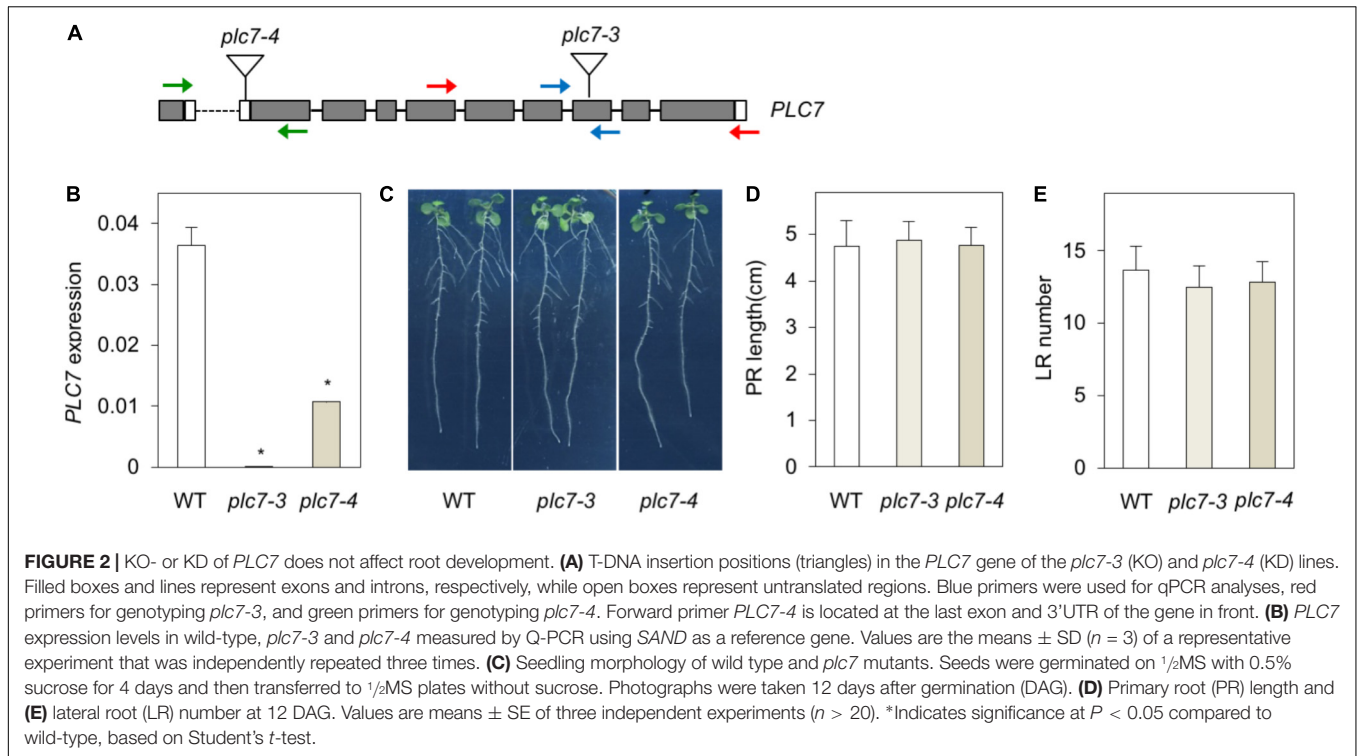 A
plc7-4
plc7-3
PLC7
B
PLC7 expression
0.04
0.03
0.02
0.01
0
*
*
WT plc7-3 plc7-4
C
WT plc7-3 plc7-4
D
PR length(cm)
5
4
3
2
1
0
WT plc7-3 plc7-4
E
LR number
15
10
5
0
WT plc7-3 plc7-4
FIGURE 2 | KO- or KD of PLC7 does not affect root development. (A) T-DNA insertion positions (triangles) in the PLC7 gene of the plc7-3 (KO) and plc7-4 (KD) lines.
Filled boxes and lines represent exons and introns, respectively, while open boxes represent untranslated regions. Blue primers were used for qPCR analyses, red
primers for genotyping plc7-3, and green primers for genotyping plc7-4. Forward primer PLC7-4 is located at the last exon and 3'UTR of the gene in front. (B) PLC7
expression levels in wild-type, plc7-3 and plc7-4 measured by Q-PCR using SAND as a reference gene. Values are the means ± SD (n = 3) of a representative
experiment that was independently repeated three times. (C) Seedling morphology of wild type and plc7 mutants. Seeds were germinated on ½MS with 0.5%
sucrose for 4 days and then transferred to ½MS plates without sucrose. Photographs were taken 12 days after germination (DAG). (D) Primary root (PR) length and
(E) lateral root (LR) number at 12 DAG. Values are means ± SE of three independent experiments (n > 20). *Indicates significance at P < 0.05 compared to
wild-type, based on Student's t-test.